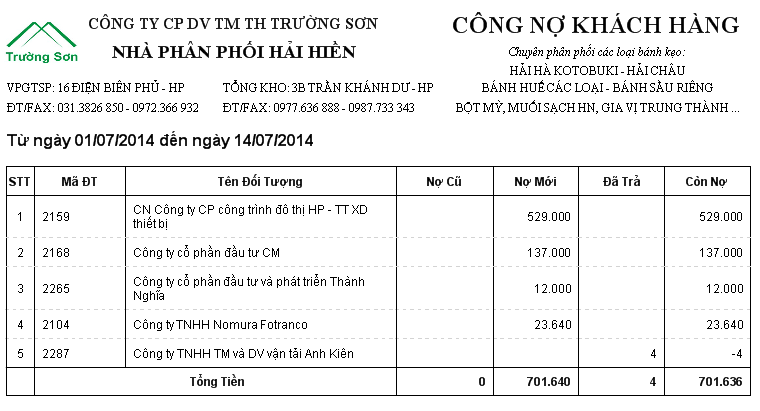 Trường Sơn
CÔNG TY CP DV TM TH TRƯỜNG SƠN
NHÀ PHÂN PHỐI HẢI HIỀN
CÔNG NỢ KHÁCH HÀNG
Chuyên phân phối các loại bánh kẹo:
HẢI HÀ KOTOBUKI - HẢI CHÂU
BÁNH HUẾ CÁC LOẠI - BÁNH SẦU RIÊNG
BỘT MỲ, MUỐI SẠCH HN, GIA VỊ TRUNG THÀNH ...
VPGTSP: 16 ĐIỆN BIÊN PHỦ - HP
TỔNG KHO: 3B TRẦN KHÁNH DƯ - HP
ĐT/FAX: 031.3826 850 - 0972.366 932
ĐT/FAX: 0977.636 888 - 0987.733 343
Từ ngày 01/07/2014 đến ngày 14/07/2014
STT Mã ĐT Tên Đối Tượng Nợ Cũ Nợ Mới Đã Trả Còn Nợ
1 2159 CN Công ty CP công trình đô thị HP - TT XD thiết bị 529.000 529.000
2 2168 Công ty cổ phần đầu tư CM 137.000 137.000
3 2265 Công ty cổ phần đầu tư và phát triển Thành Nghĩa 12.000 12.000
4 2104 Công ty TNHH Nomura Fotranco 23.640 23.640
5 2287 Công ty TNHH TM và DV vận tải Anh Kiên 4 -4
Tổng Tiền 0 701.640 4 701.636